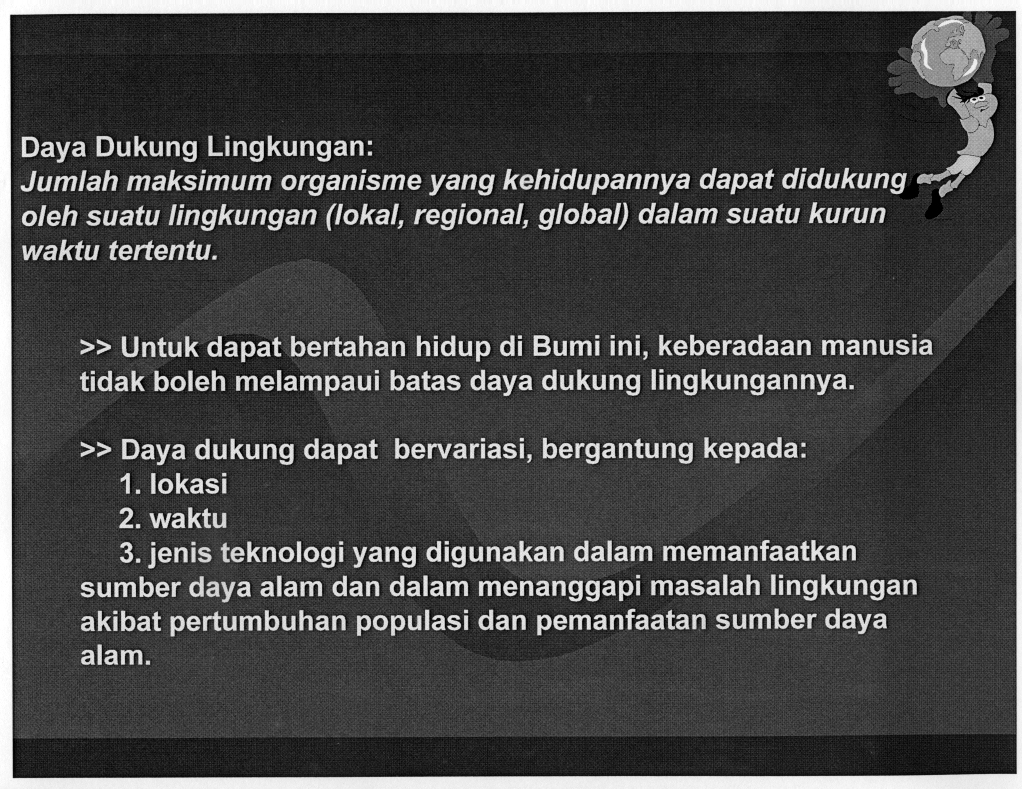 Daya Dukung Lingkungan:
Jumlah maksimum organisme yang kehidupannya dapat didukung
oleh suatu lingkungan (lokal, regional, global) dalam suatu kurun
waktu tertentu.
>> Untuk dapat bertahan hidup di Bumi ini, keberadaan manusia
tidak boleh melampaui batas daya dukung lingkungannya.
>> Daya dukung dapat  bervariasi, bergantung kepada:
1. lokasi
2. waktu
3. jenis teknologi yang digunakan dalam memanfaatkan
sumber daya alam dan dalam menanggapi masalah lingkungan
akibat pertumbuhan populasi dan pemanfaatan sumber daya
alam.